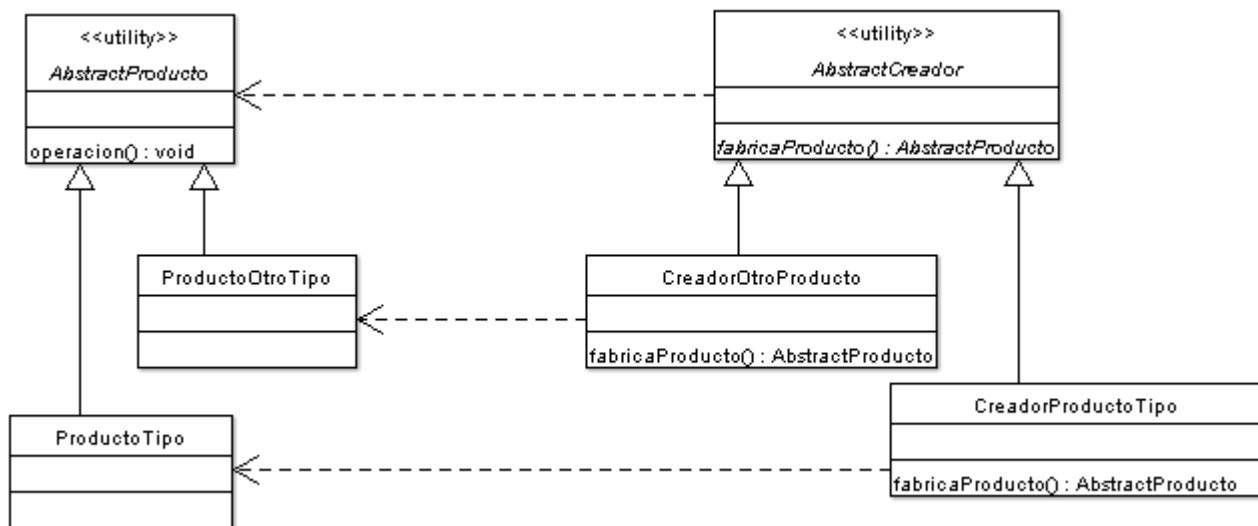 <<utility>>
AbstractProducto
operacion() : void
<<utility>>
AbstractCreador
fabricaProducto() : AbstractProducto
ProductoOtroTipo
CreadorOtroProducto
fabricaProducto() : AbstractProducto
ProductoTipo
CreadorProductoTipo
fabricaProducto() : AbstractProducto